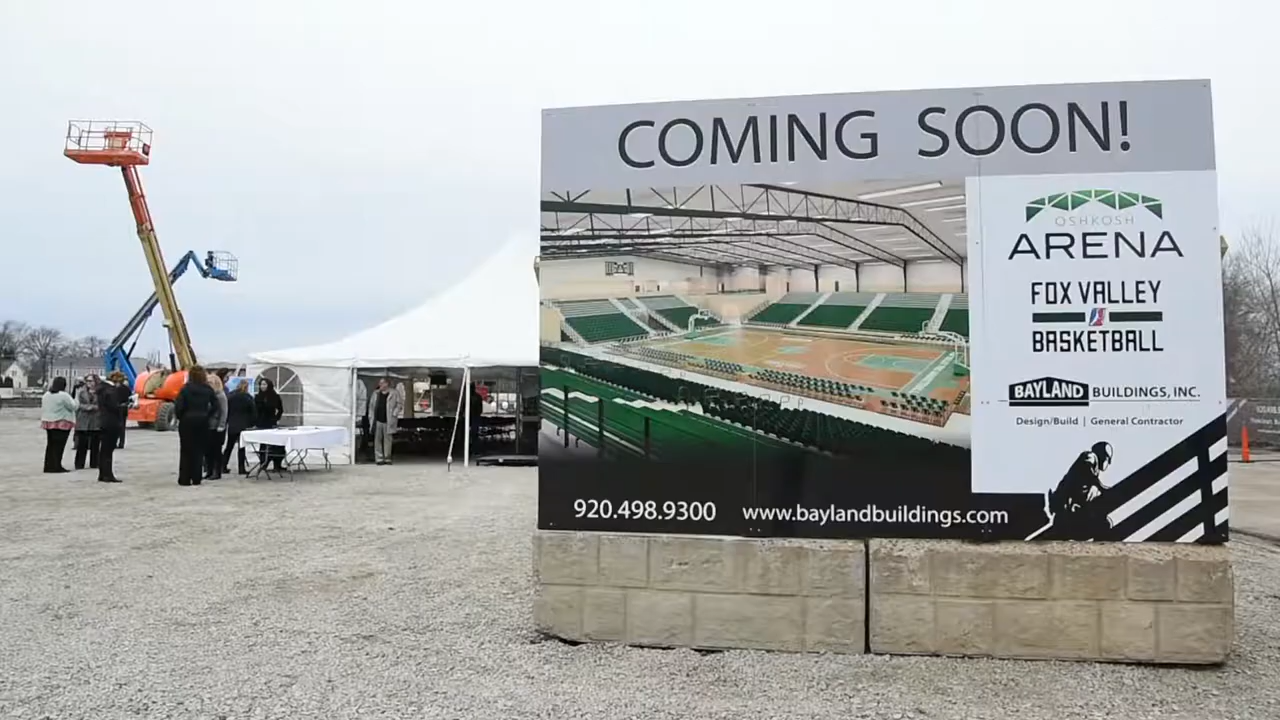 COMING SOON!
OSHKOSH
ARENA
FOX VALLEY
BASKETBALL
BAYLAND BUILDINGS, INC.
Design/Build | General Contractor
920.498.9300 www.baylandbuildings.com